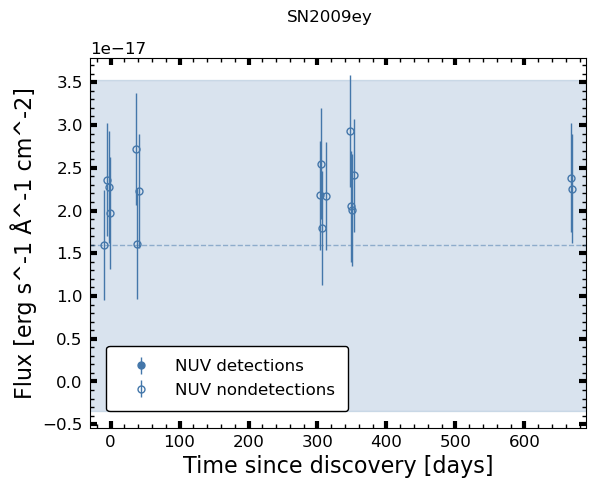 SN2009ey
1e−17
3.5
3.0
2.5
2.0
1.5
1.0
0.5
0.0
−0.5
Flux [erg s^-1 Å^-1 cm^-2]
NUV detections
NUV nondetections
0 100 200 300 400 500 600
Time since discovery [days]